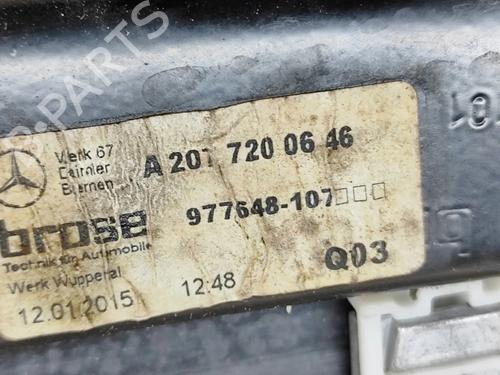 Werk 67
Daimler
Bremen
A 207 720 06 46
brose
Technik für Automobile
Werk Wuppertal
977648-107
12.01.2015
12:48
Q03
101